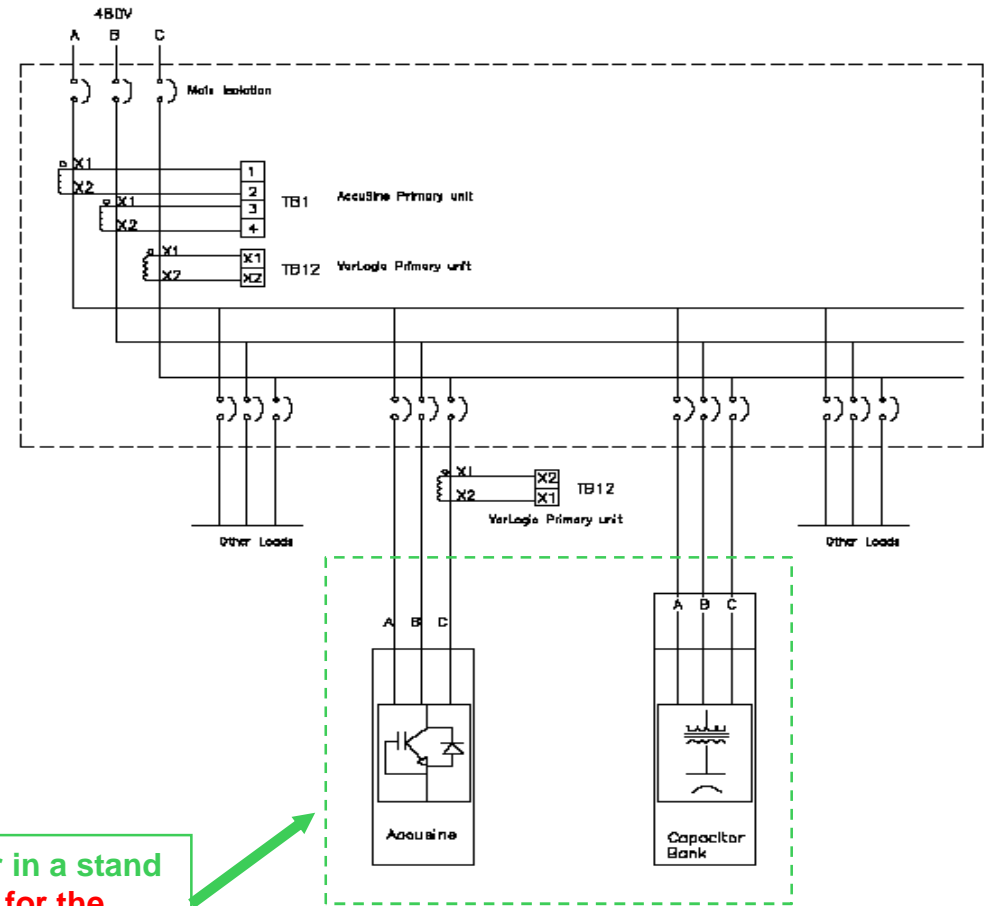 480V
A B C
Main Isolation
X1
X2
1
2
3
4
TB1
AccuSine Primary unit
X1
X2
X1
X2
X1
X2
TB12
VarLogic Primary unit
X1
X2
X2
X1
TB12
VarLogic Primary unit
Other Loads
Other Loads
A B C
A B C
Accusine
Capacitor
Bank
r in a stand
for the